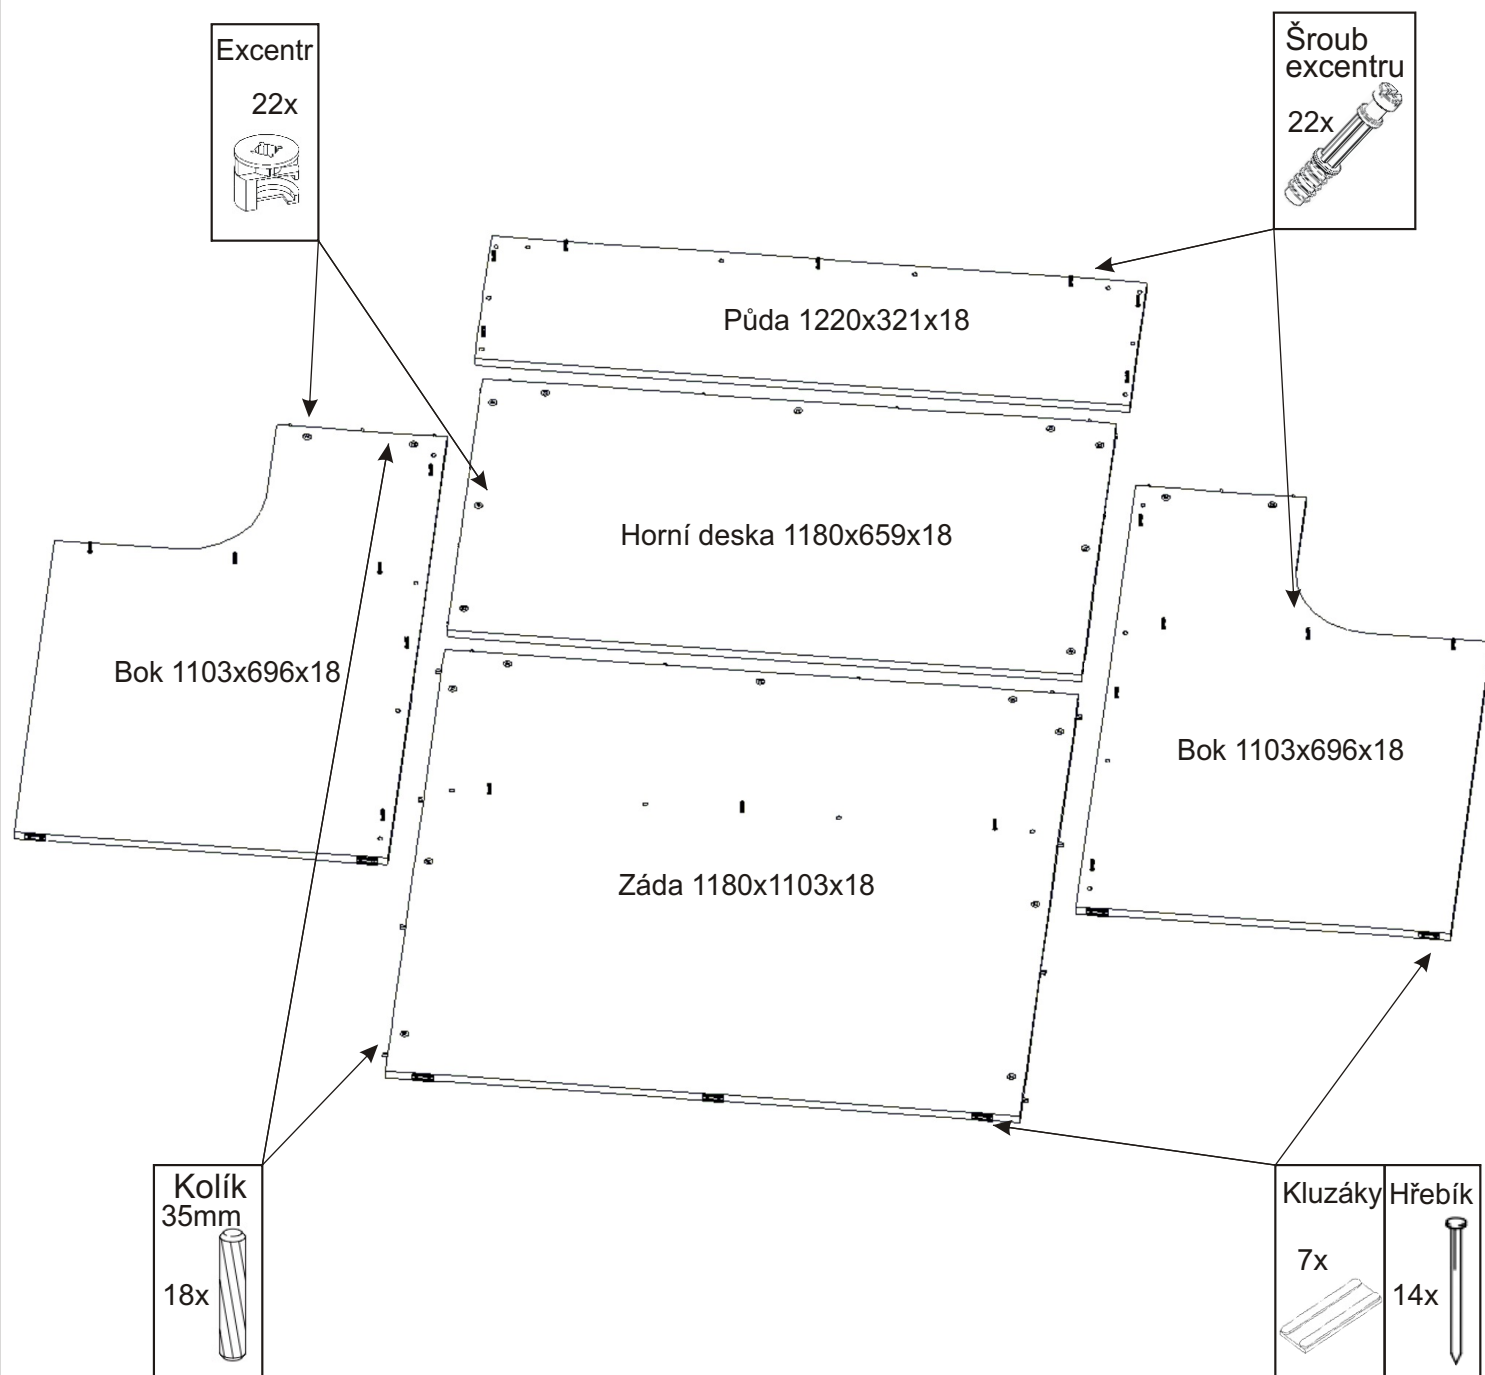 Excentr
22x
Šroub
excentru
22x
Půda 1220x321x18
Horní deska 1180x659x18
Bok 1103x696x18
Bok 1103x696x18
Záda 1180x1103x18
Kolík
35mm
18x
Kluzáky
7x
Hřebík
14x